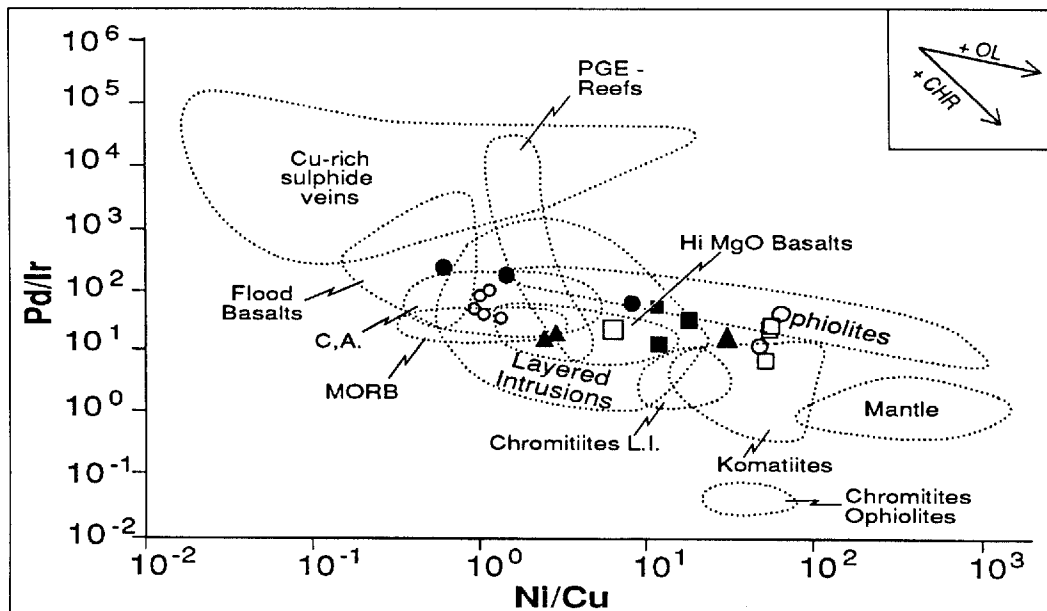 Pd/Ir
10^6
10^5
10^4
10^3
10^2
10^1
10^0
10^-1
10^-2
PGE -
Reefs
+ OL
+ CHR
Cu-rich
sulphide
veins
Hi MgO Basalts
Flood
Basalts
C,A.
MORB
Ophiolites
Layered
Intrusions
Chromitiites L.I.
Mantle
Komatiites
Chromitites
Ophiolites
10^-2
10^-1
10^0
10^1
10^2
10^3
Ni/Cu